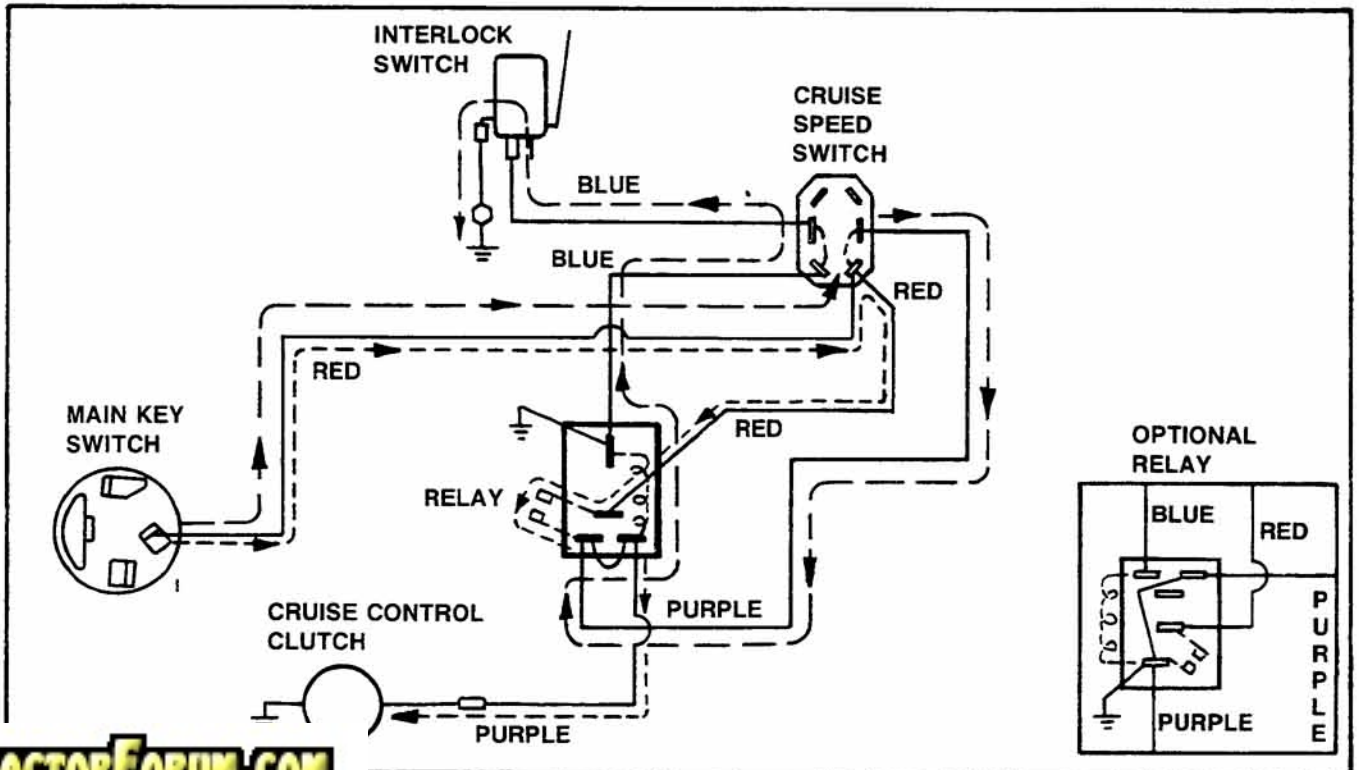 INTERLOCK
SWITCH
CRUISE
SPEED
SWITCH
BLUE
BLUE
RED
RED
MAIN KEY
SWITCH
RED
RELAY
OPTIONAL
RELAY
BLUE
RED
PURPLE
CRUISE CONTROL
CLUTCH
PURPLE
PURPLE
PURPLE